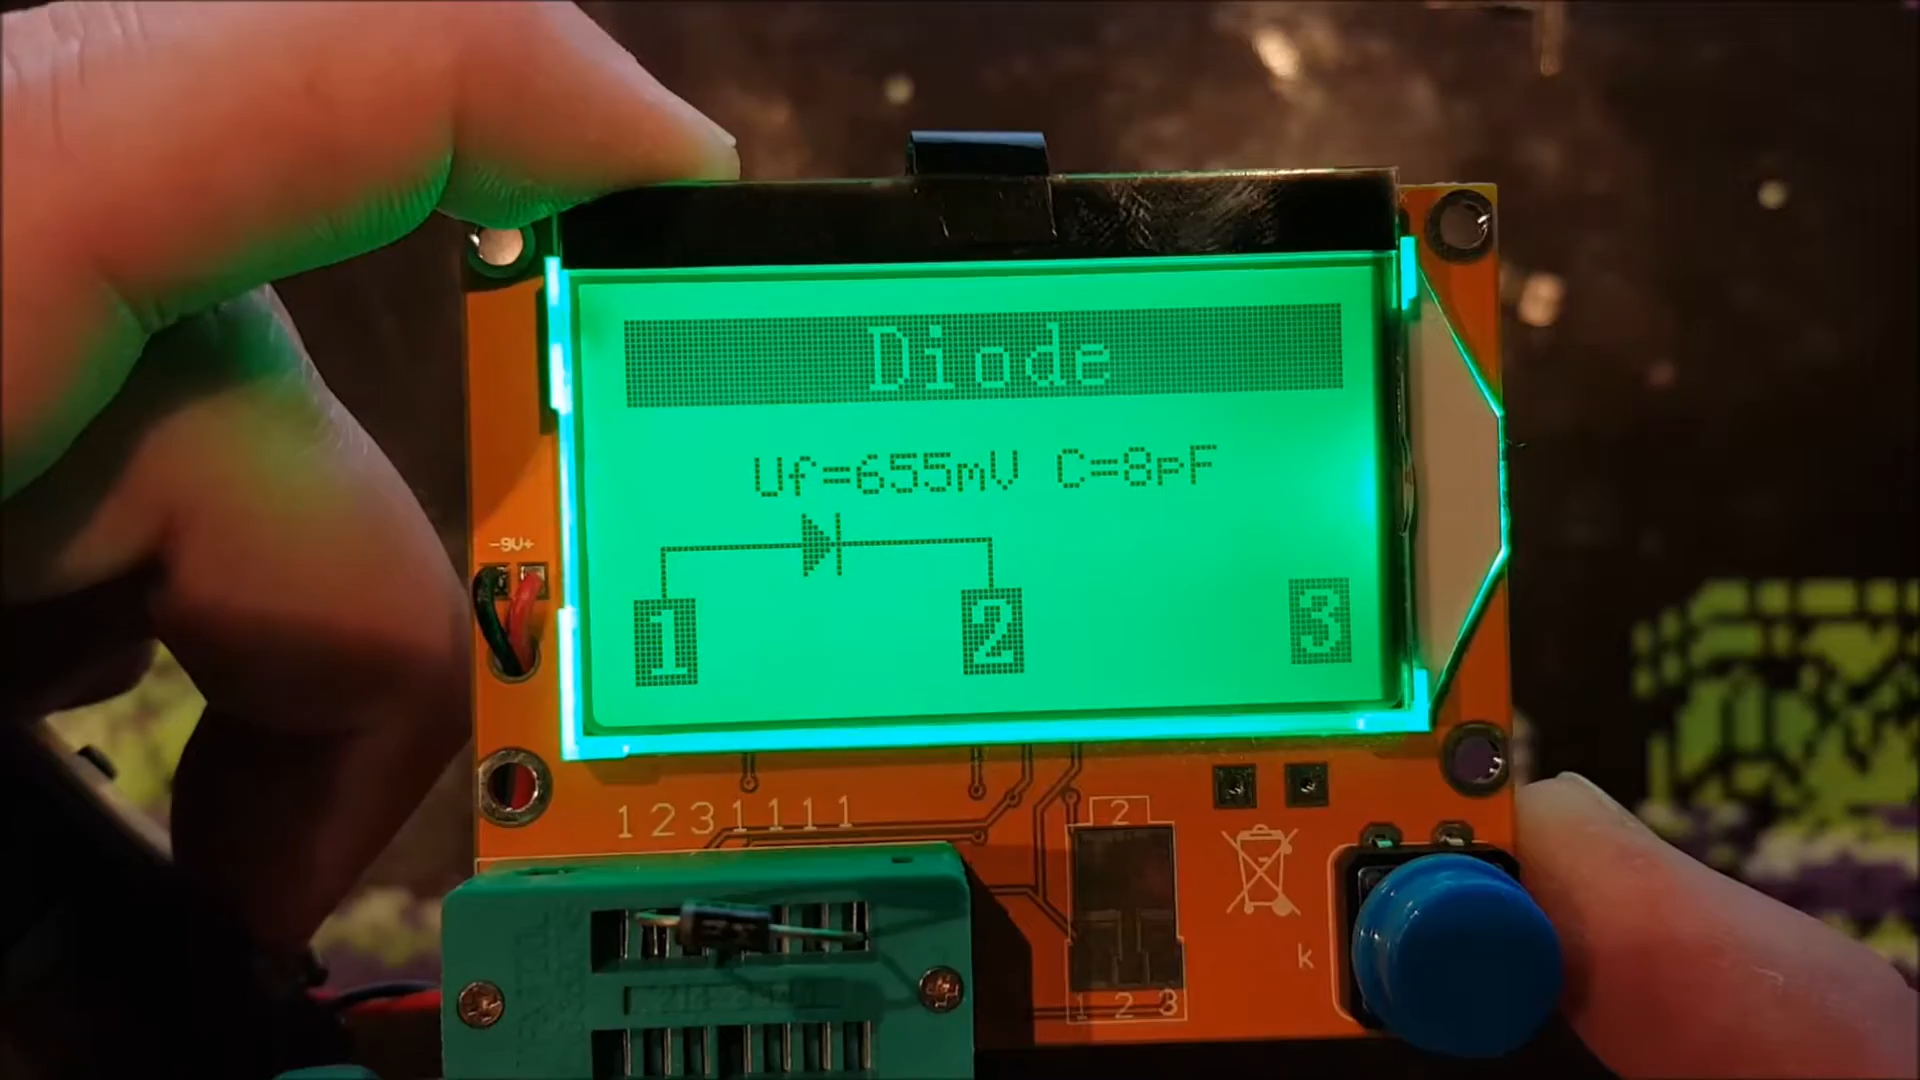 Diode
Uf=655mV C=8pF
1 2 3
-9V+
1231111
2
k
1 2 3